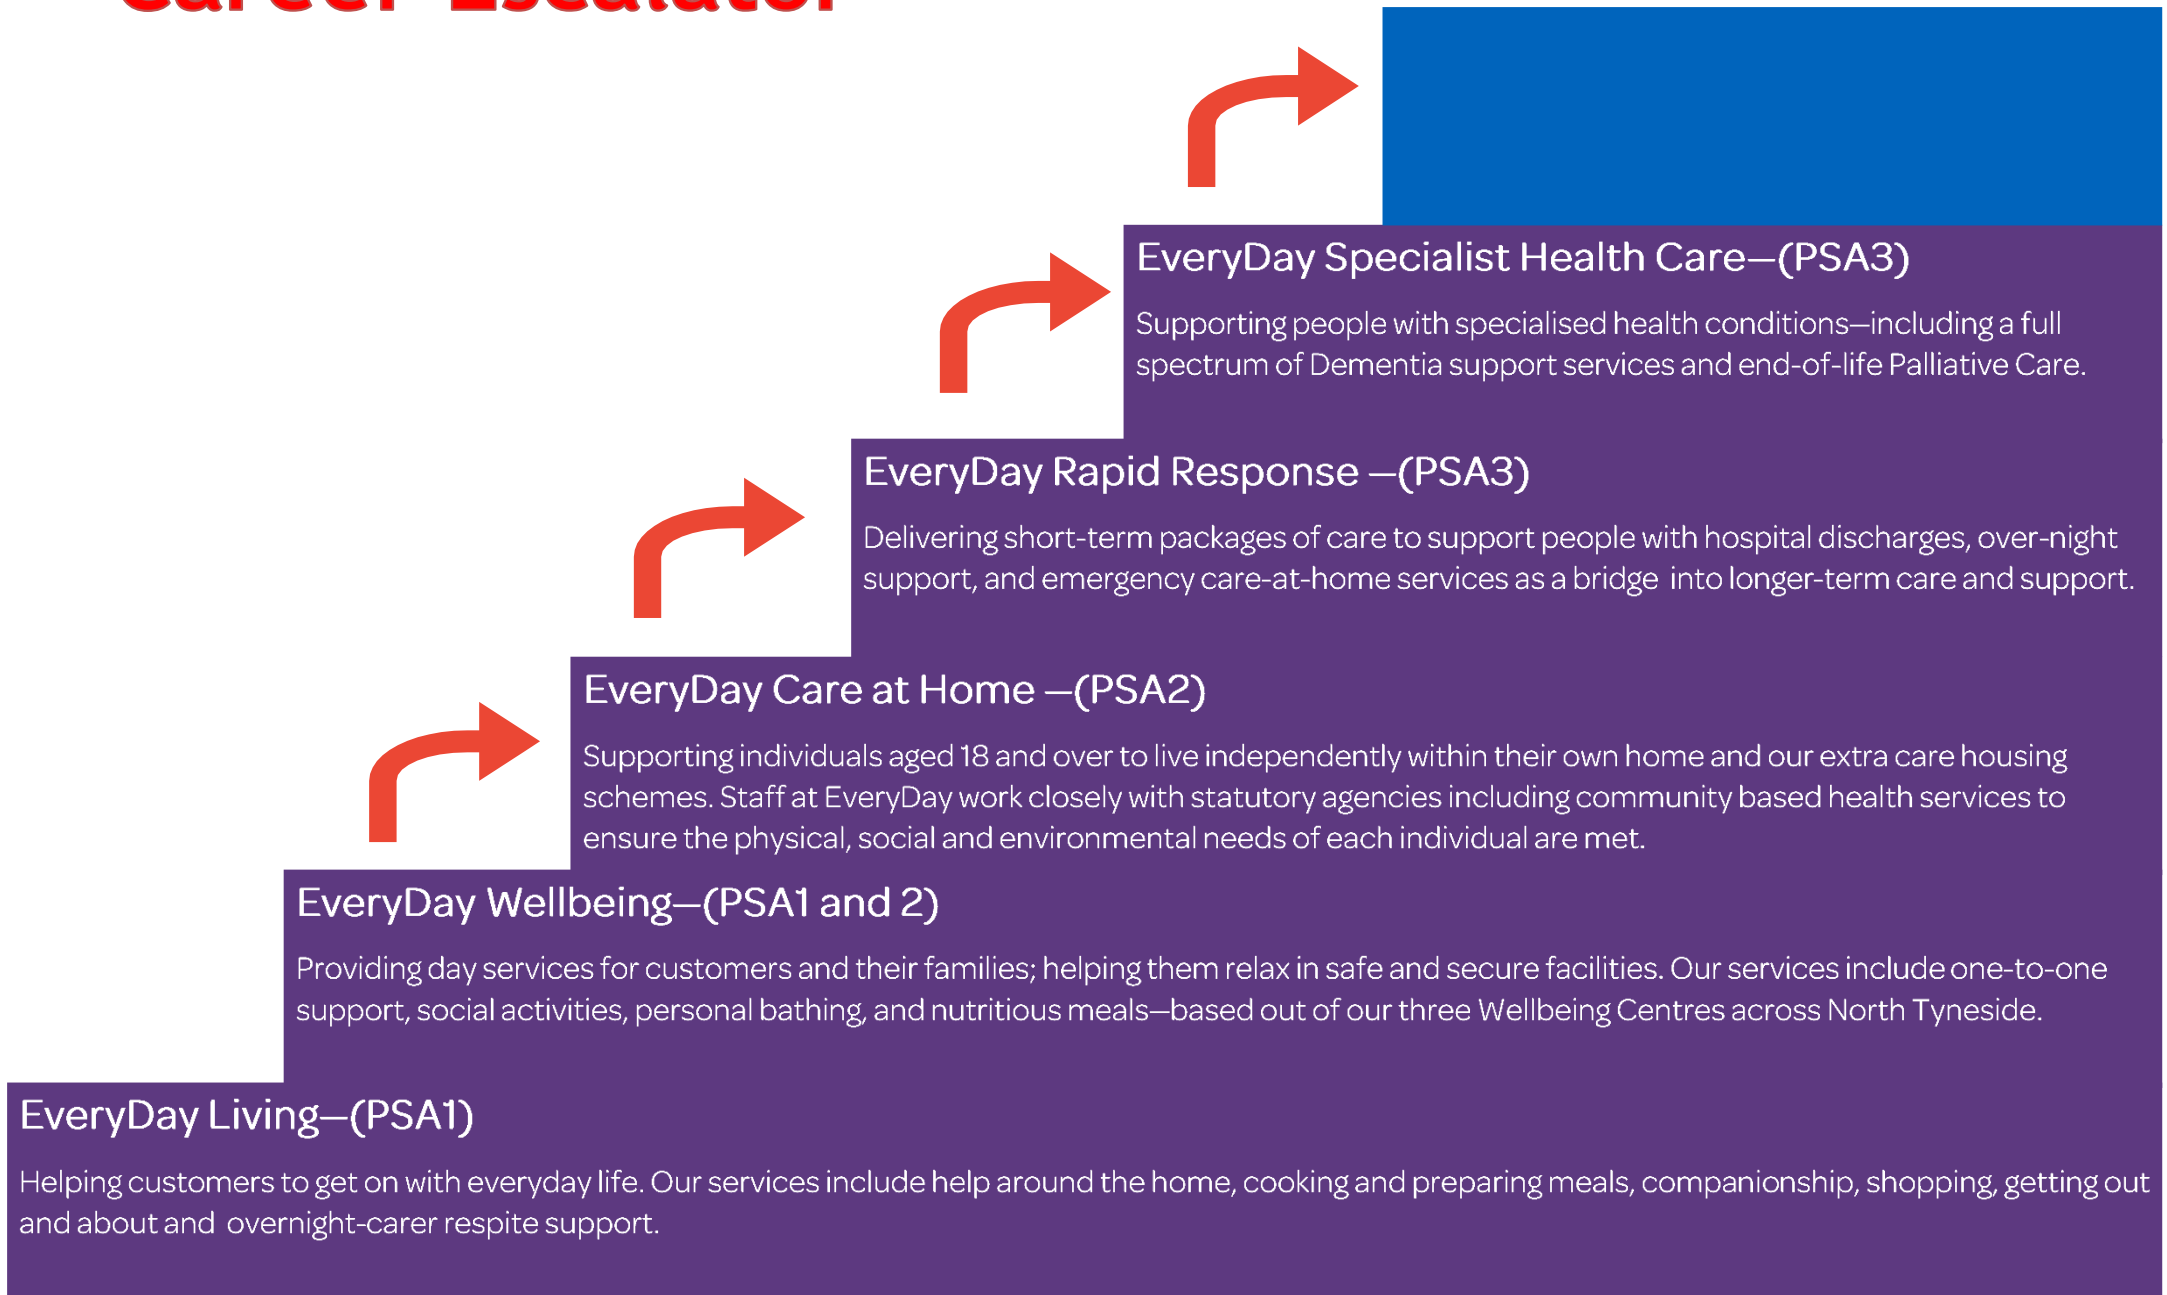 Career Escalator
EveryDay Specialist Health Care—(PSA3)
Supporting people with specialised health conditions—including a full
spectrum of Dementia support services and end-of-life Palliative Care.
EveryDay Rapid Response —(PSA3)
Delivering short-term packages of care to support people with hospital discharges, over-night
support, and emergency care-at-home services as a bridge into longer-term care and support.
EveryDay Care at Home —(PSA2)
Supporting individuals aged 18 and over to live independently within their own home and our extra care housing
schemes. Staff at EveryDay work closely with statutory agencies including community based health services to
ensure the physical, social and environmental needs of each individual are met.
EveryDay Wellbeing—(PSA1 and 2)
Providing day services for customers and their families; helping them relax in safe and secure facilities. Our services include one-to-one
support, social activities, personal bathing, and nutritious meals—based out of our three Wellbeing Centres across North Tyneside.
EveryDay Living—(PSA1)
Helping customers to get on with everyday life. Our services include help around the home, cooking and preparing meals, companionship, shopping, getting out
and about and overnight-carer respite support.